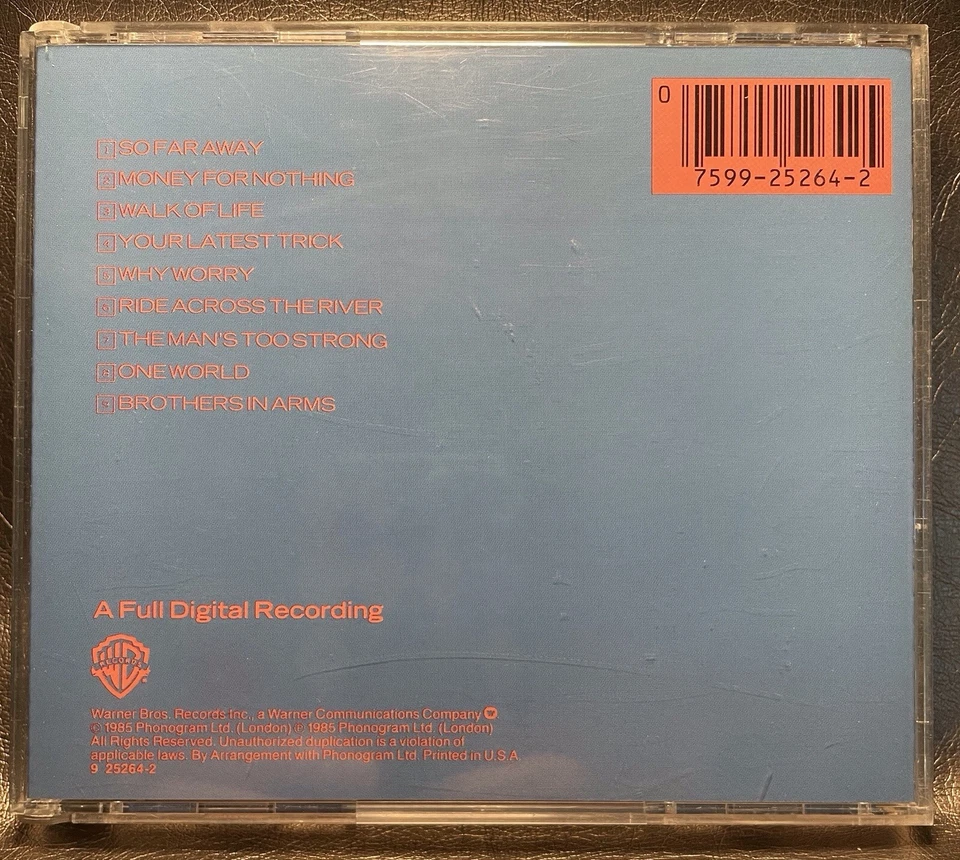 0
7599-25264-2
1 SO FAR AWAY
2 MONEY FOR NOTHING
3 WALK OF LIFE
4 YOUR LATEST TRICK
5 WHY WORRY
6 RIDE ACROSS THE RIVER
7 THE MAN'S TOO STRONG
8 ONE WORLD
9 BROTHERS IN ARMS
A Full Digital Recording
RECORDS
Warner Bros. Records Inc., a Warner Communications Company
© 1985 Phonogram Ltd. (London) ℗ 1985 Phonogram Ltd. (London)
All Rights Reserved. Unauthorized duplication is a violation of
applicable laws. By Arrangement with Phonogram Ltd. Printed in U.S.A.
9 25264-2